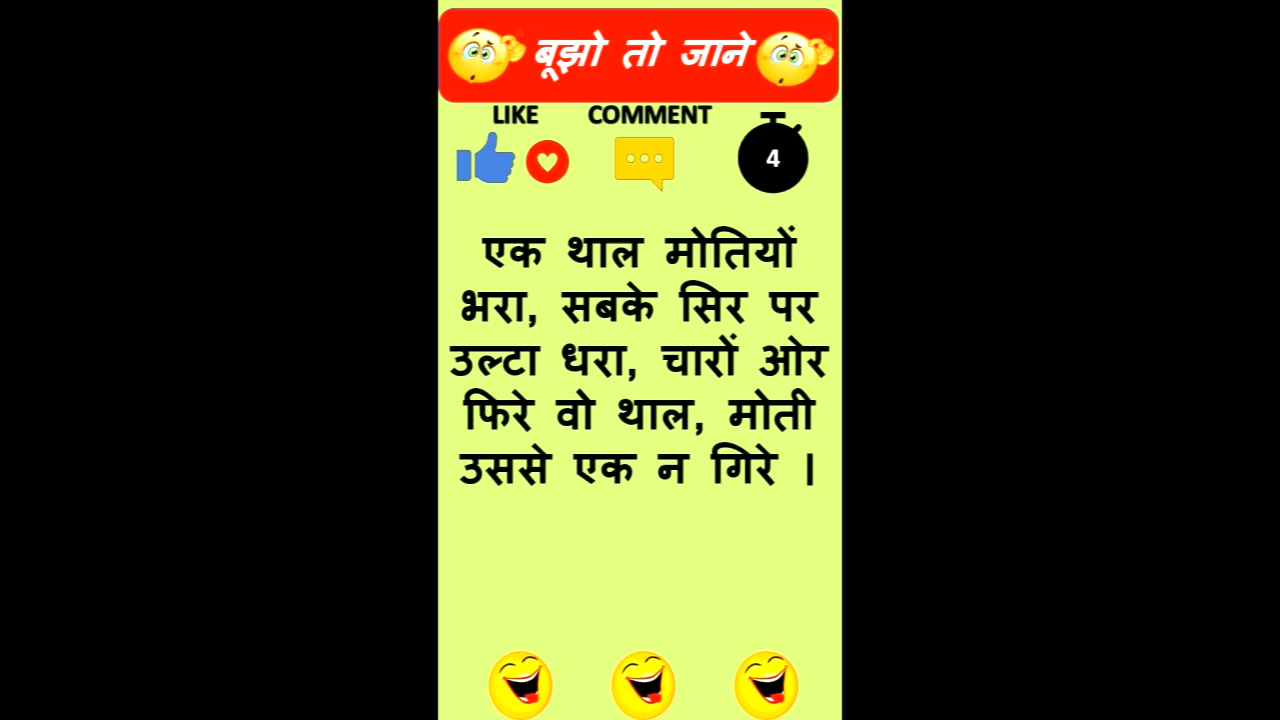 बूझो तो जाने
LIKE COMMENT
4
एक थाल मोतियों
भरा, सबके सिर पर
उल्टा धरा, चारों ओर
फिरे वो थाल, मोती
उससे एक न गिरे ।